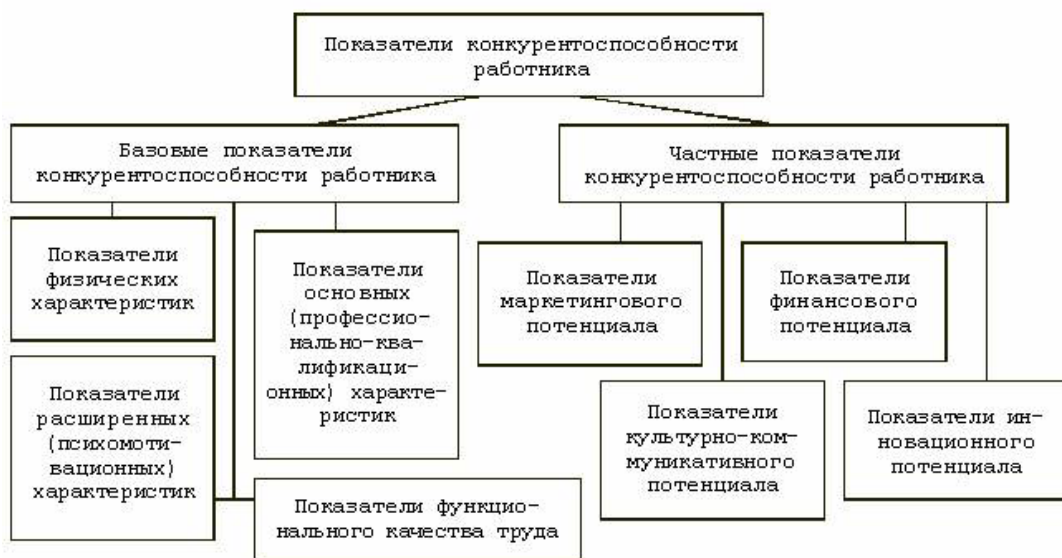 Показатели конкурентоспособности
работника
Базовые показатели
конкурентоспособности работника
Частные показатели
конкурентоспособности работника
Показатели
физических
характеристик
Показатели
основных
(профессио-
нально-ква-
лификаци-
онных) характе-
ристик
Показатели
маркетингового
потенциала
Показатели
финансового
потенциала
Показатели
расширенных
(психомоти-
вационных)
характеристик
Показатели
культурно-ком-
муникативного
потенциала
Показатели ин-
новационного
потенциала
Показатели функцио-
нального качества труда